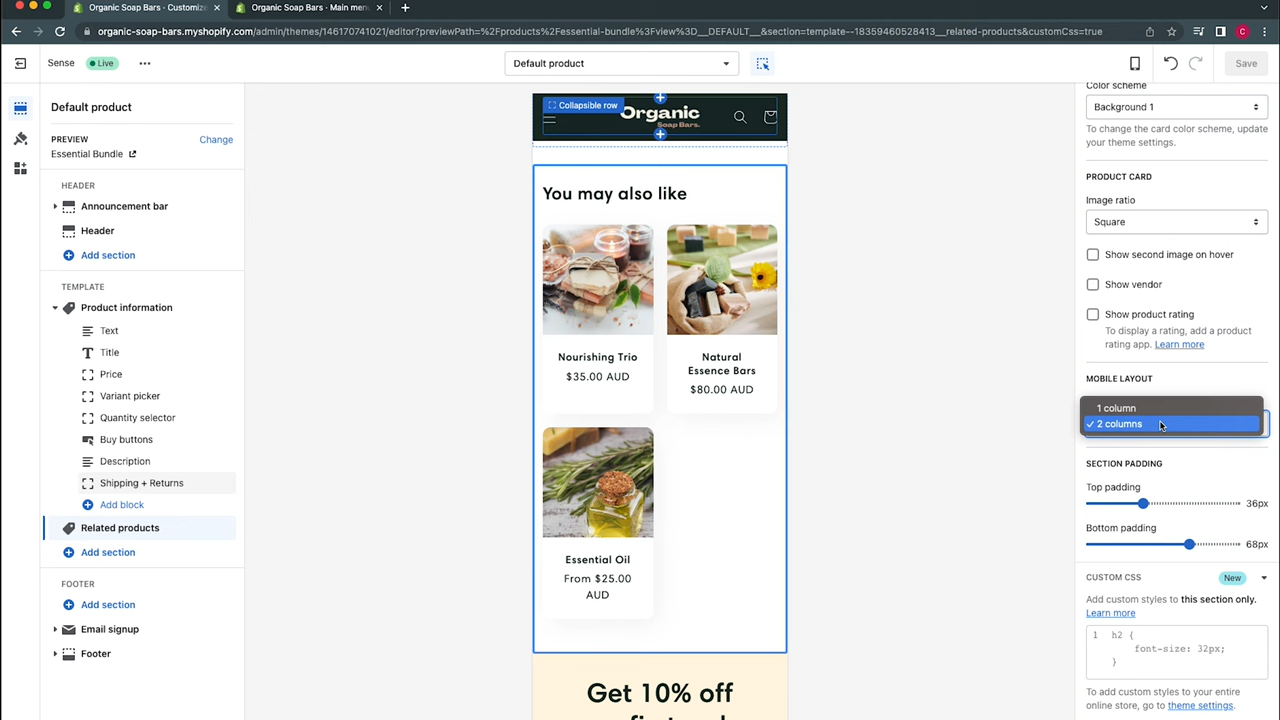 Organic Soap Bars · Customize
Organic Soap Bars · Main menu
organic-soap-bars.myshopify.com/admin/themes/146170741021/editor?previewPath=%2Fproducts%2Fessential-bundle%3Fview%3D__DEFAULT__&section=template--18359460528413__related-products&customCss=true
C
Sense
Live
Default product
Save
Default product
PREVIEW
Change
Essential Bundle
HEADER
Announcement bar
Header
Add section
TEMPLATE
Product information
Text
Title
Price
Variant picker
Quantity selector
Buy buttons
Description
Shipping + Returns
Add block
Related products
Add section
FOOTER
Add section
Email signup
Footer
Collapsible row
Organic
Soap Bars.
You may also like
Nourishing Trio
$35.00 AUD
Natural
Essence Bars
$80.00 AUD
Essential Oil
From $25.00
AUD
Get 10% off
Color scheme
Background 1
To change the card color scheme, update
your theme settings.
PRODUCT CARD
Image ratio
Square
Show second image on hover
Show vendor
Show product rating
To display a rating, add a product
rating app. Learn more
MOBILE LAYOUT
1 column
✓ 2 columns
SECTION PADDING
Top padding
36px
Bottom padding
68px
CUSTOM CSS
New
Add custom styles to this section only.
Learn more
1 h2 {
font-size: 32px;
}
To add custom styles to your entire
online store, go to theme settings.